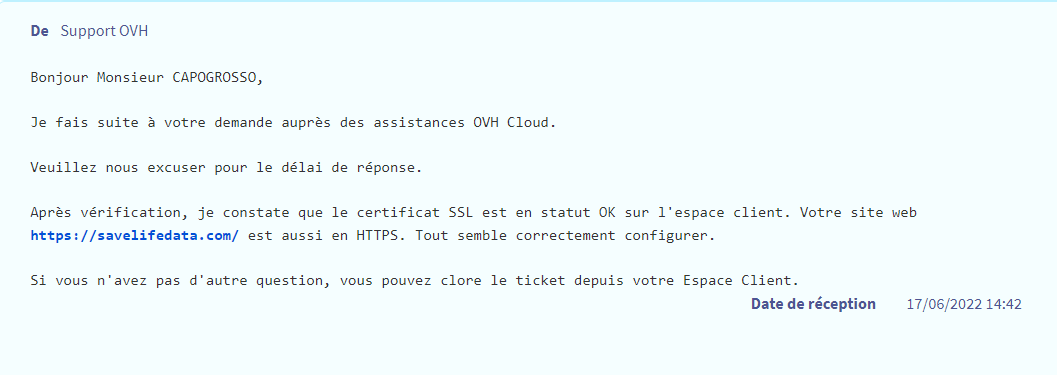 De Support OVH
Bonjour Monsieur CAPOGROSSO,
Je fais suite à votre demande auprès des assistances OVH Cloud.
Veuillez nous excuser pour le délai de réponse.
Après vérification, je constate que le certificat SSL est en statut OK sur l'espace client. Votre site web
https://savelifedata.com/ est aussi en HTTPS. Tout semble correctement configurer.
Si vous n'avez pas d'autre question, vous pouvez clore le ticket depuis votre Espace Client.
Date de réception 17/06/2022 14:42